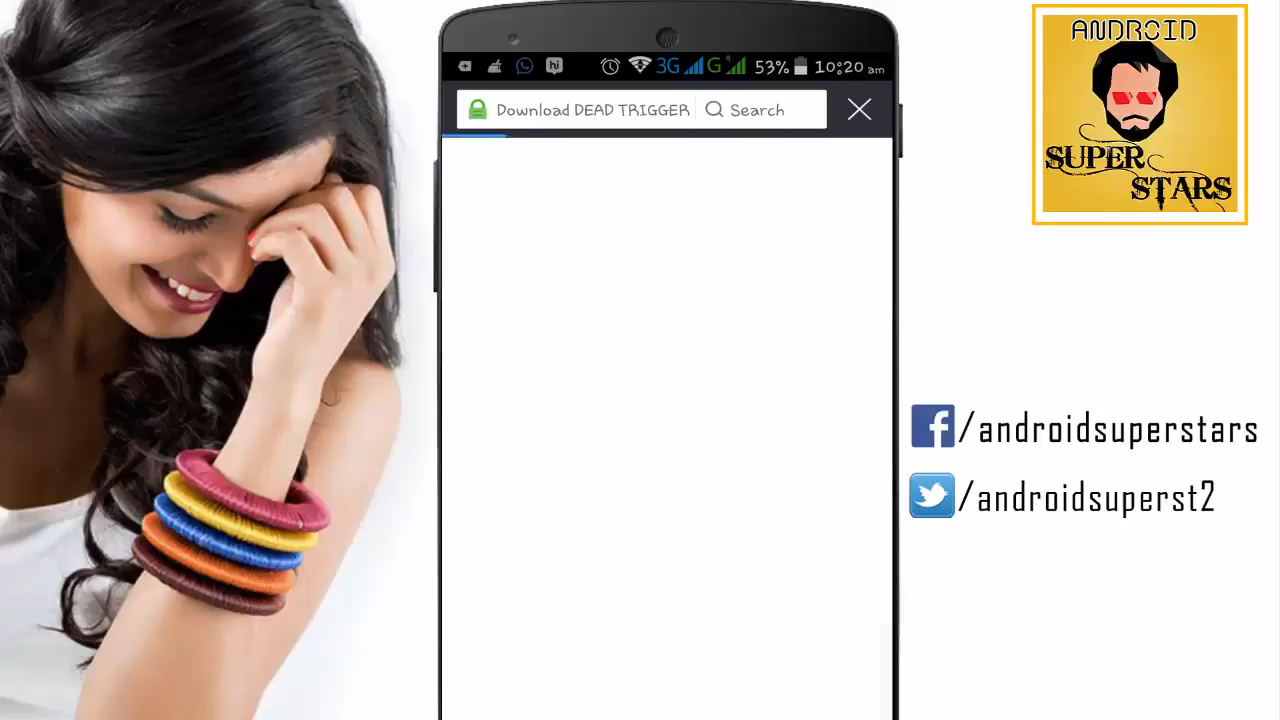 3G G R 53% 10:20 am
Download DEAD TRIGGER Search
ANDROID
SUPER
STARS
/androidsuperstars
/androidsuperst2